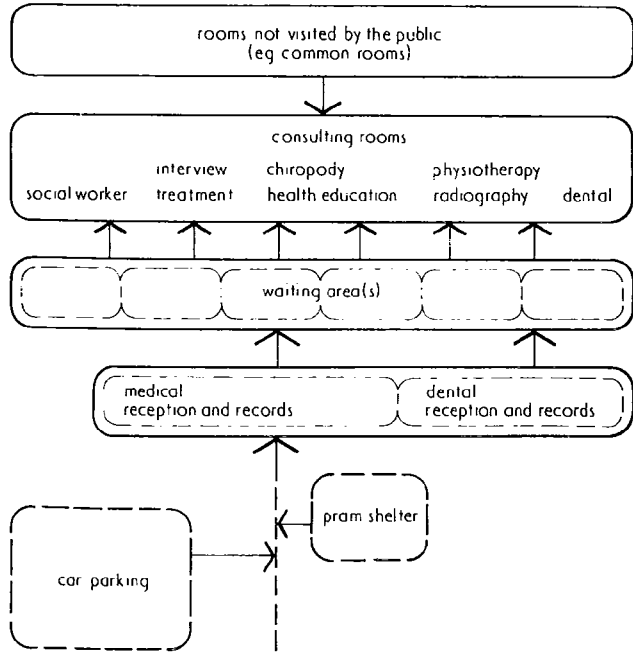 rooms not visited by the public
(eg common rooms)
consulting rooms
interview chiropody physiotherapy
social worker treatment health education radiography dental
waiting area(s)
medical dental
reception and records reception and records
pram shelter
car parking